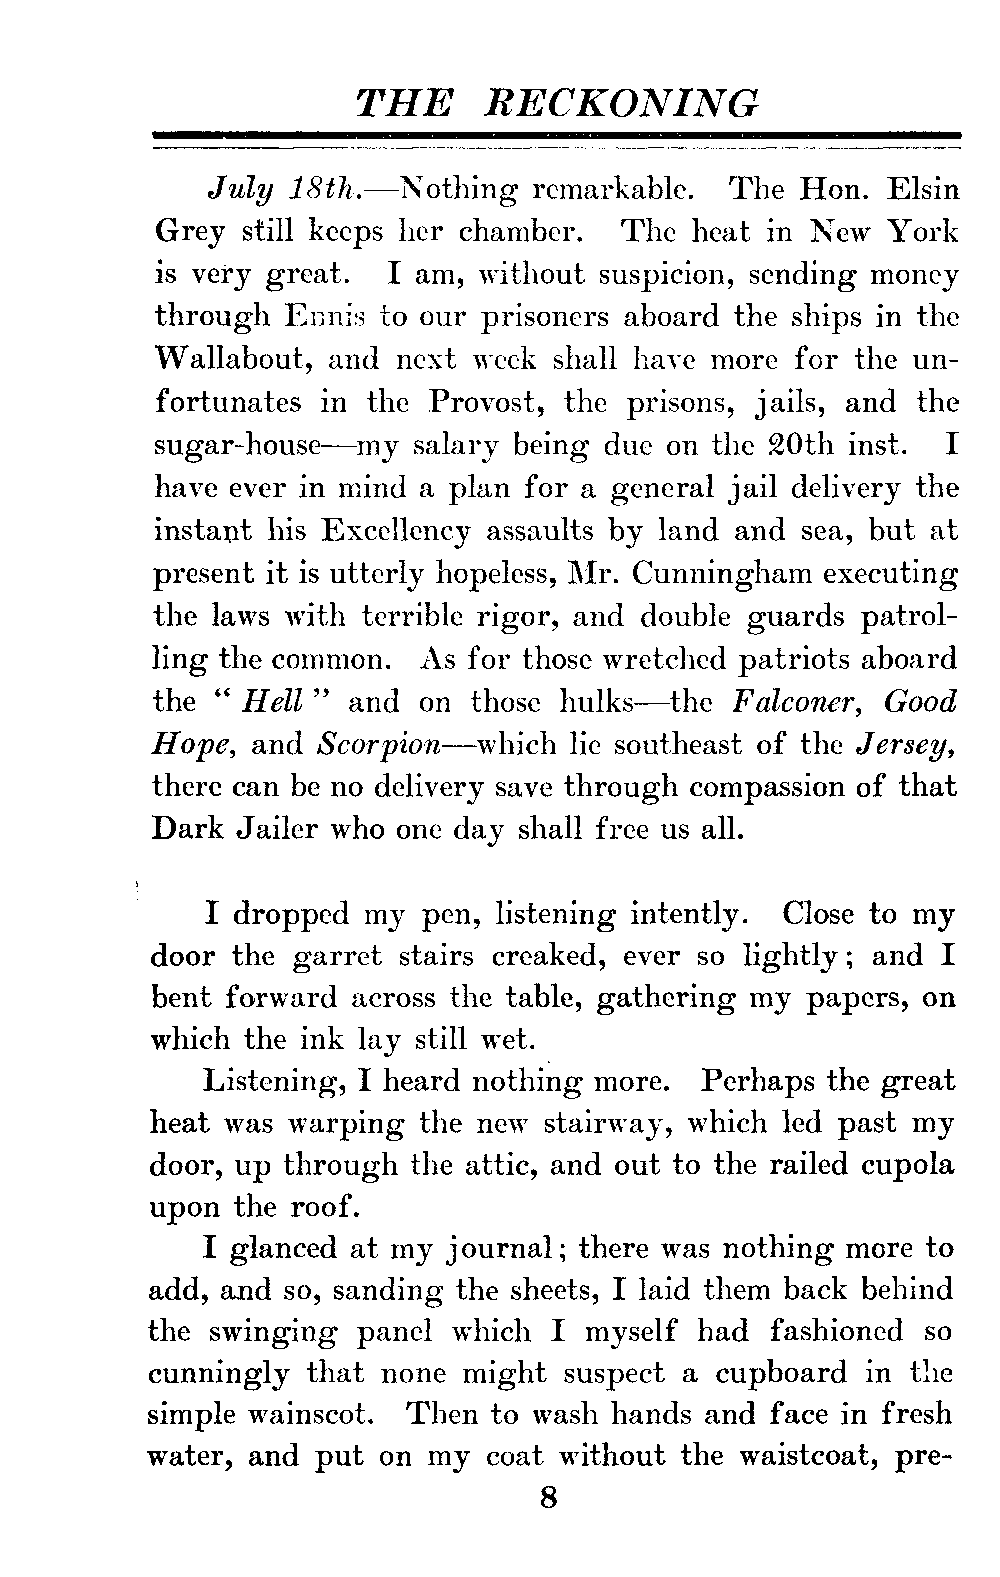 THE RECKONING
July 18th.—Nothing remarkable. The Hon. Elsin
Grey still keeps her chamber. The heat in New York
is very great. I am, without suspicion, sending money
through Ennis to our prisoners aboard the ships in the
Wallabout, and next week shall have more for the un-
fortunates in the Provost, the prisons, jails, and the
sugar-house—my salary being due on the 20th inst. I
have ever in mind a plan for a general jail delivery the
instant his Excellency assaults by land and sea, but at
present it is utterly hopeless, Mr. Cunningham executing
the laws with terrible rigor, and double guards patrol-
ling the common. As for those wretched patriots aboard
the “ Hell ” and on those hulks—the Falconer, Good
Hope, and Scorpion—which lie southeast of the Jersey,
there can be no delivery save through compassion of that
Dark Jailer who one day shall free us all.
I dropped my pen, listening intently. Close to my
door the garret stairs creaked, ever so lightly; and I
bent forward across the table, gathering my papers, on
which the ink lay still wet.
Listening, I heard nothing more. Perhaps the great
heat was warping the new stairway, which led past my
door, up through the attic, and out to the railed cupola
upon the roof.
I glanced at my journal; there was nothing more to
add, and so, sanding the sheets, I laid them back behind
the swinging panel which I myself had fashioned so
cunningly that none might suspect a cupboard in the
simple wainscot. Then to wash hands and face in fresh
water, and put on my coat without the waistcoat, pre-
8